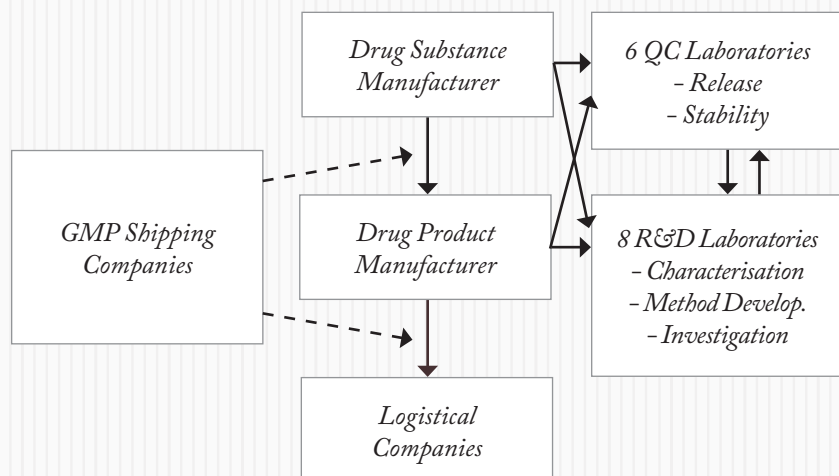 Drug Substance
Manufacturer
6 QC Laboratories
– Release
– Stability
GMP Shipping
Companies
Drug Product
Manufacturer
8 R&D Laboratories
– Characterisation
– Method Develop.
– Investigation
Logistical
Companies